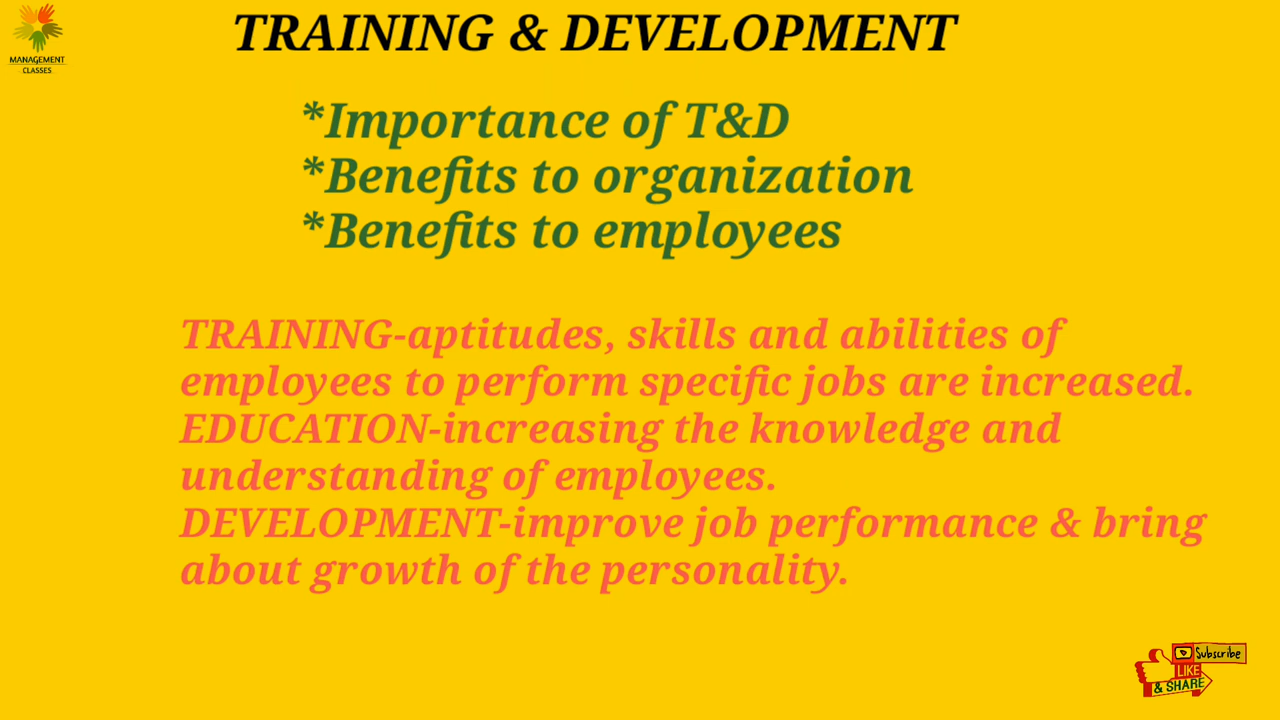 MANAGEMENT
CLASSES
TRAINING & DEVELOPMENT
*Importance of T&D
*Benefits to organization
*Benefits to employees
TRAINING-aptitudes, skills and abilities of
employees to perform specific jobs are increased.
EDUCATION-increasing the knowledge and
understanding of employees.
DEVELOPMENT-improve job performance & bring
about growth of the personality.
Subscribe
LIKE
& SHARE